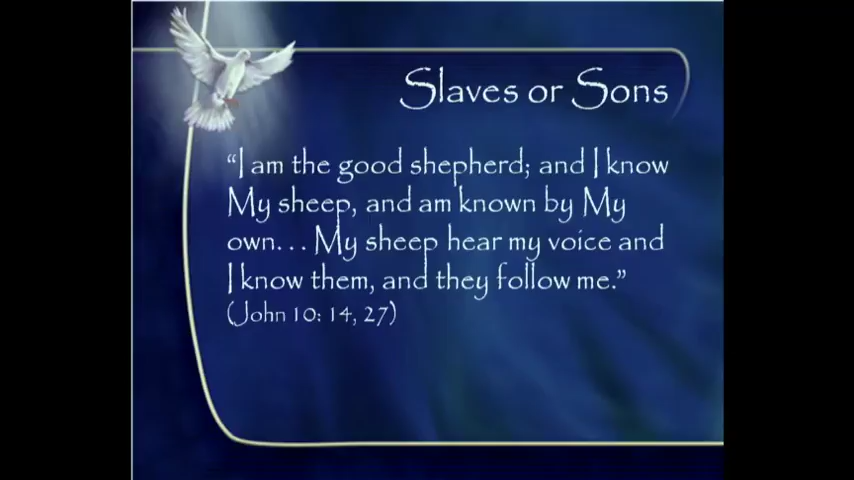 Slaves or Sons
“I am the good shepherd; and I know
My sheep, and am known by My
own... My sheep hear my voice and
I know them, and they follow me.”
(John 10: 14, 27)